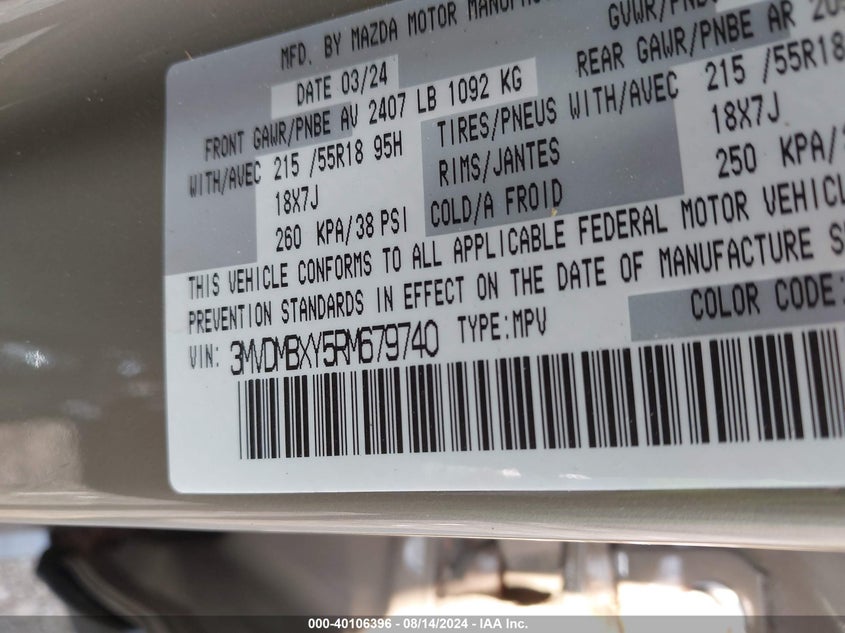 MFD. BY MAZDA MOTOR MANUFAC
DATE 03/24
GVWR/PNB
FRONT GAWR/PNBE AV 2407 LB 1092 KG
REAR GAWR/PNBE AR
WITH/AVEC 215 /55R18 95H
TIRES/PNEUS WITH/AVEC 215 /55R18
18X7J
RIMS/JANTES
18X7J
260 KPA/38 PSI
COLD/A FROID
250 KPA/
THIS VEHICLE CONFORMS TO ALL APPLICABLE FEDERAL MOTOR VEHICL
PREVENTION STANDARDS IN EFFECT ON THE DATE OF MANUFACTURE S
COLOR CODE:
VIN: 3MVDMBXY5RM679740 TYPE:MPV
000-40106396 - 08/14/2024 - IAA Inc.